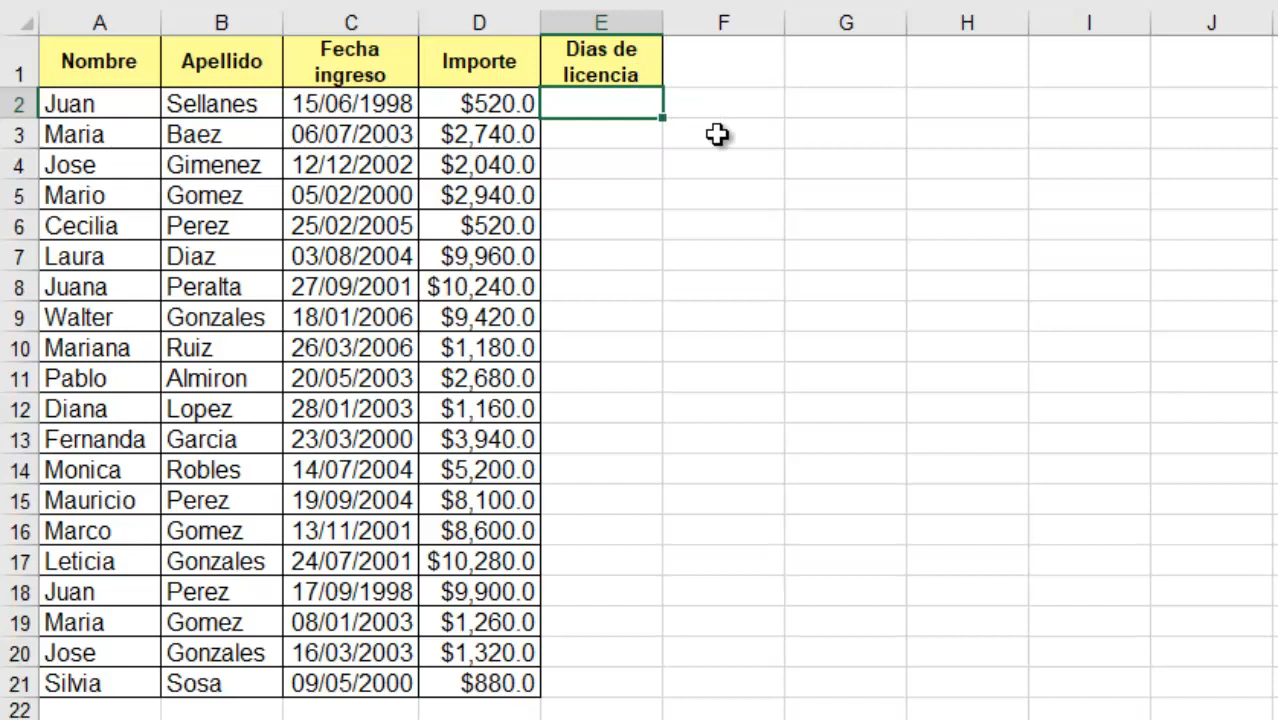 A B C D E F G H I J
1 Nombre Apellido Fecha ingreso Importe Dias de licencia
2 Juan Sellanes 15/06/1998 $520.0
3 Maria Baez 06/07/2003 $2,740.0
4 Jose Gimenez 12/12/2002 $2,040.0
5 Mario Gomez 05/02/2000 $2,940.0
6 Cecilia Perez 25/02/2005 $520.0
7 Laura Diaz 03/08/2004 $9,960.0
8 Juana Peralta 27/09/2001 $10,240.0
9 Walter Gonzales 18/01/2006 $9,420.0
10 Mariana Ruiz 26/03/2006 $1,180.0
11 Pablo Almiron 20/05/2003 $2,680.0
12 Diana Lopez 28/01/2003 $1,160.0
13 Fernanda Garcia 23/03/2000 $3,940.0
14 Monica Robles 14/07/2004 $5,200.0
15 Mauricio Perez 19/09/2004 $8,100.0
16 Marco Gomez 13/11/2001 $8,600.0
17 Leticia Gonzales 24/07/2001 $10,280.0
18 Juan Perez 17/09/1998 $9,900.0
19 Maria Gomez 08/01/2003 $1,260.0
20 Jose Gonzales 16/03/2003 $1,320.0
21 Silvia Sosa 09/05/2000 $880.0
22